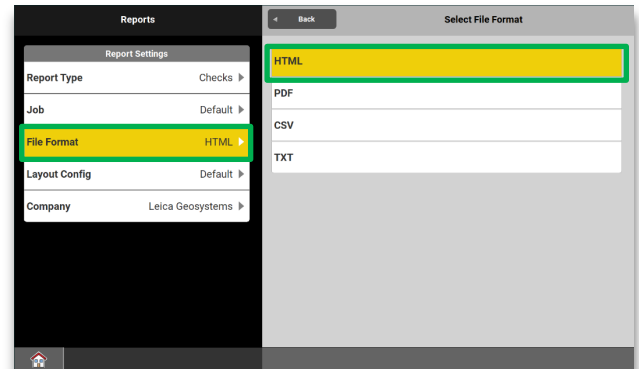 Reports
Report Settings
Report Type Checks
Job Default
File Format HTML
Layout Config Default
Company Leica Geosystems
Back Select File Format
HTML
PDF
CSV
TXT